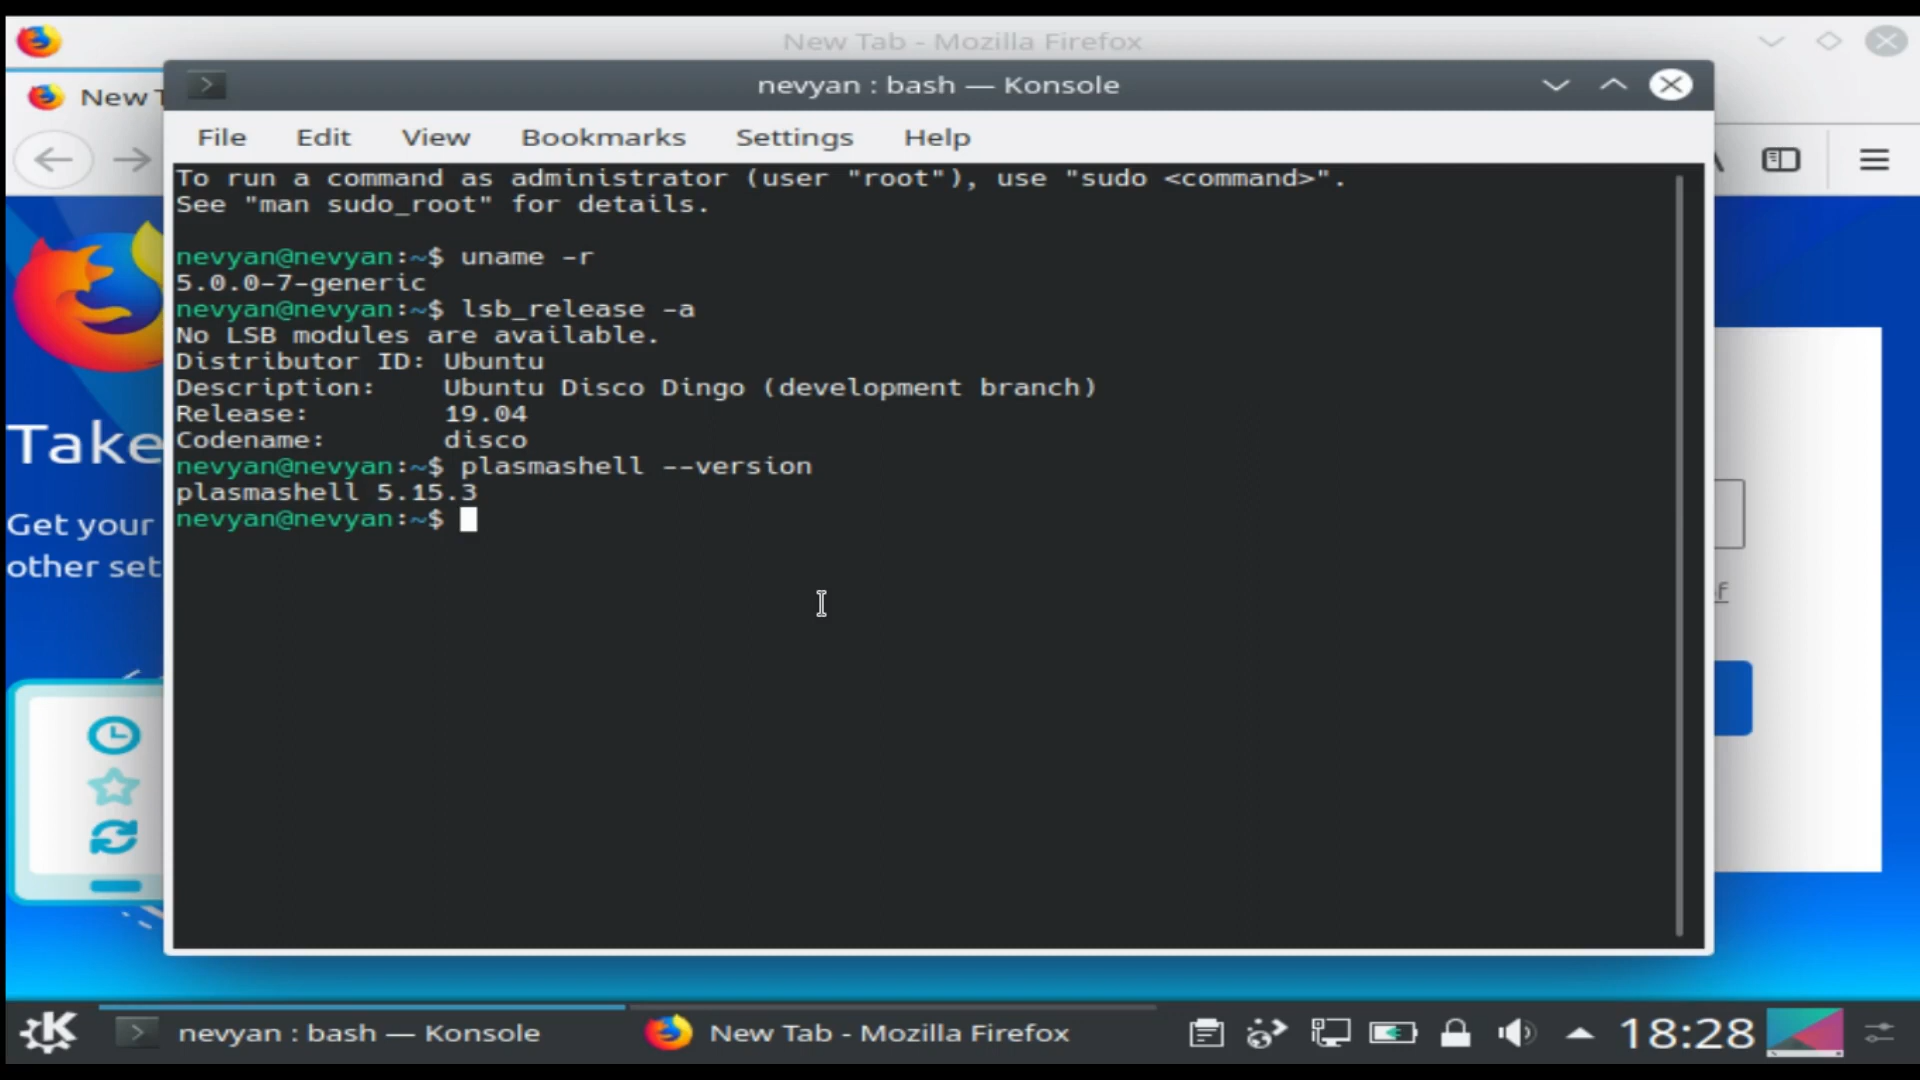 New Tab - Mozilla Firefox
New T
nevyan : bash — Konsole
File Edit View Bookmarks Settings Help
To run a command as administrator (user "root"), use "sudo <command>".
See "man sudo_root" for details.
nevyan@nevyan:~$ uname -r
5.0.0-7-generic
nevyan@nevyan:~$ lsb_release -a
No LSB modules are available.
Distributor ID: Ubuntu
Description: Ubuntu Disco Dingo (development branch)
Release: 19.04
Codename: disco
nevyan@nevyan:~$ plasmashell --version
plasmashell 5.15.3
nevyan@nevyan:~$
Take
Get your
other set
nevyan : bash — Konsole
New Tab - Mozilla Firefox
18:28